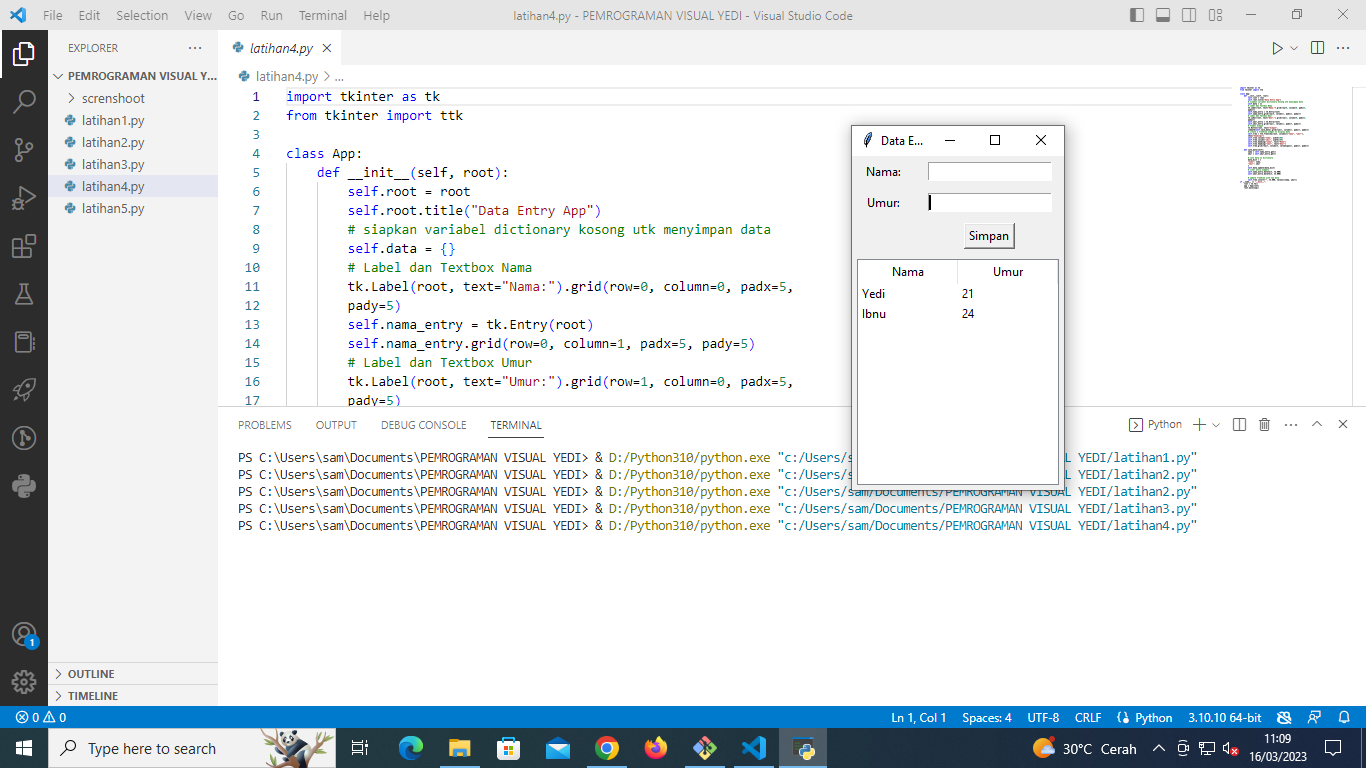 File Edit Selection View Go Run Terminal Help
latihan4.py - PEMROGRAMAN VISUAL YEDI - Visual Studio Code
EXPLORER
PEMROGRAMAN VISUAL Y...
screnshoot
latihan1.py
latihan2.py
latihan3.py
latihan4.py
latihan5.py
OUTLINE
TIMELINE
latihan4.py
latihan4.py > ...
1 import tkinter as tk
2 from tkinter import ttk
3
4 class App:
5 def __init__(self, root):
6 self.root = root
7 self.root.title("Data Entry App")
8 # siapkan variabel dictionary kosong utk menyimpan data
9 self.data = {}
10 # Label dan Textbox Nama
11 tk.Label(root, text="Nama:").grid(row=0, column=0, padx=5,
12 pady=5)
13 self.nama_entry = tk.Entry(root)
14 self.nama_entry.grid(row=0, column=1, padx=5, pady=5)
15 # Label dan Textbox Umur
16 tk.Label(root, text="Umur:").grid(row=1, column=0, padx=5,
17 pady=5)
Data E...
Nama:
Umur:
Simpan
Nama Umur
Yedi 21
Ibnu 24
PROBLEMS OUTPUT DEBUG CONSOLE TERMINAL
Python
PS C:\Users\sam\Documents\PEMROGRAMAN VISUAL YEDI> & D:/Python310/python.exe "c:/Users/s AL YEDI/latihan1.py"
PS C:\Users\sam\Documents\PEMROGRAMAN VISUAL YEDI> & D:/Python310/python.exe "c:/Users/s AL YEDI/latihan2.py"
PS C:\Users\sam\Documents\PEMROGRAMAN VISUAL YEDI> & D:/Python310/python.exe "c:/Users/sam/Documents/PEMROGRAMAN VISUAL YEDI/latihan2.py"
PS C:\Users\sam\Documents\PEMROGRAMAN VISUAL YEDI> & D:/Python310/python.exe "c:/Users/sam/Documents/PEMROGRAMAN VISUAL YEDI/latihan3.py"
PS C:\Users\sam\Documents\PEMROGRAMAN VISUAL YEDI> & D:/Python310/python.exe "c:/Users/sam/Documents/PEMROGRAMAN VISUAL YEDI/latihan4.py"
1
0 0
Ln 1, Col 1 Spaces: 4 UTF-8 CRLF Python 3.10.10 64-bit
Type here to search
30°C Cerah
11:09
16/03/2023